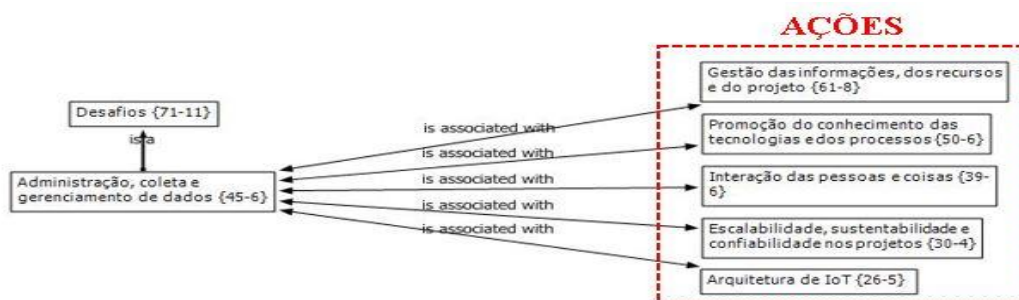 AÇÕES
Gestão das informações, dos recursos
e do projeto {61-8}
Desafios {71-11}
is a
is associated with
Promoção do conhecimento das
tecnologias e dos processos {50-6}
is associated with
Administração, coleta e
gerenciamento de dados {45-6}
is associated with
Interação das pessoas e coisas {39-
6}
is associated with
Escalabilidade, sustentabilidade e
confiabilidade nos projetos {30-4}
is associated with
Arquitetura de IoT {26-5}